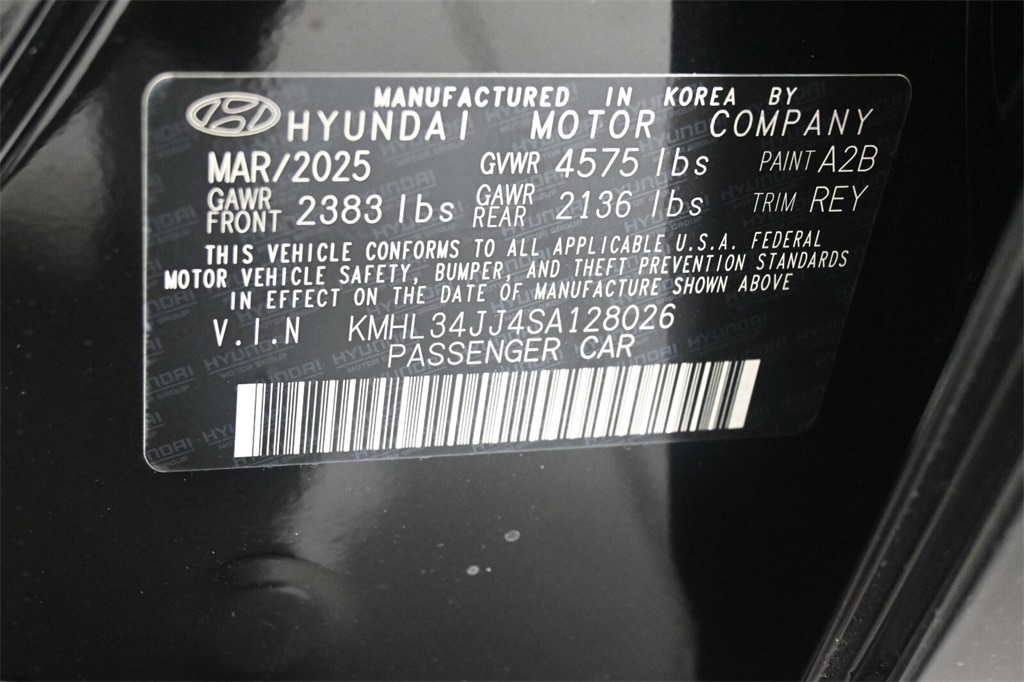 MANUFACTURED IN KOREA BY
HYUNDAI MOTOR COMPANY
MAR/2025 GVWR 4575 lbs PAINT A2B
GAWR FRONT 2383 lbs GAWR REAR 2136 lbs TRIM REY
THIS VEHICLE CONFORMS TO ALL APPLICABLE U.S.A. FEDERAL
MOTOR VEHICLE SAFETY, BUMPER, AND THEFT PREVENTION STANDARDS
IN EFFECT ON THE DATE OF MANUFACTURE SHOWN ABOVE
V.I.N KMHL34JJ4SA128026
PASSENGER CAR